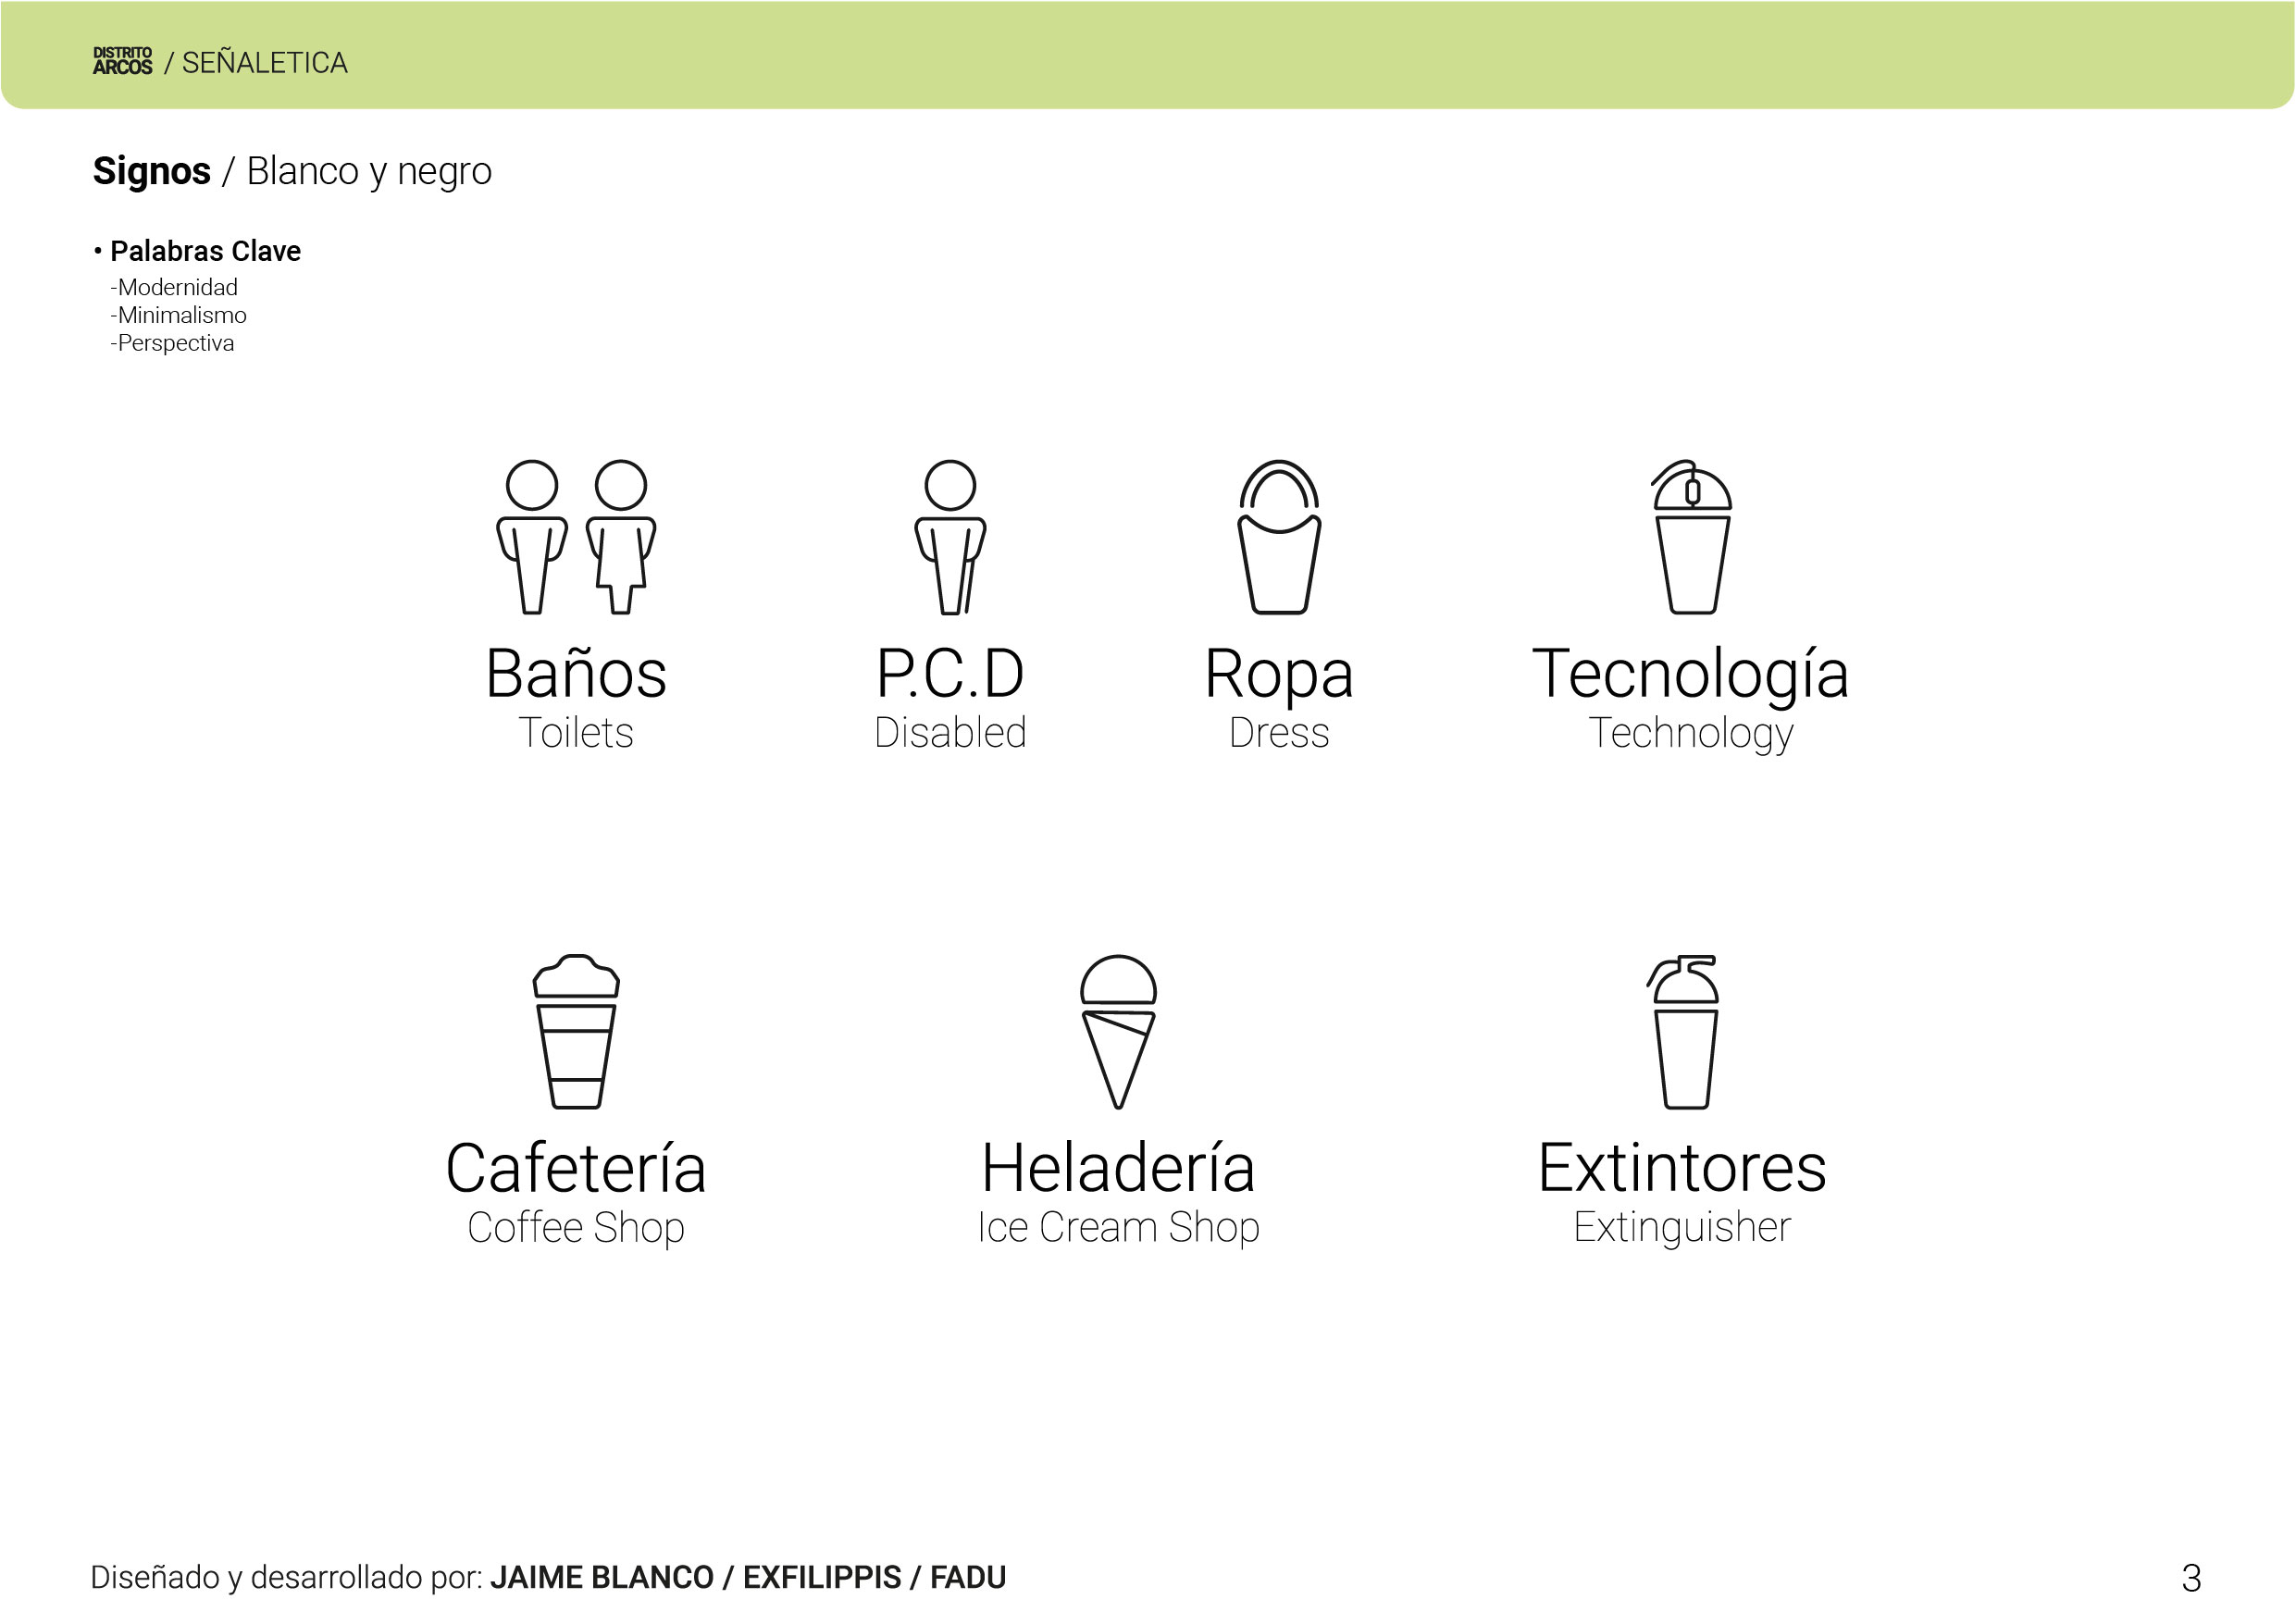 DISTRITO
ARCOS / SEÑALETICA
Signos / Blanco y negro
• Palabras Clave
-Modernidad
-Minimalismo
-Perspectiva
Baños
Toilets
P.C.D
Disabled
Ropa
Dress
Tecnología
Technology
Cafetería
Coffee Shop
Heladería
Ice Cream Shop
Extintores
Extinguisher
Diseñado y desarrollado por: JAIME BLANCO / EXFILIPPIS / FADU
3